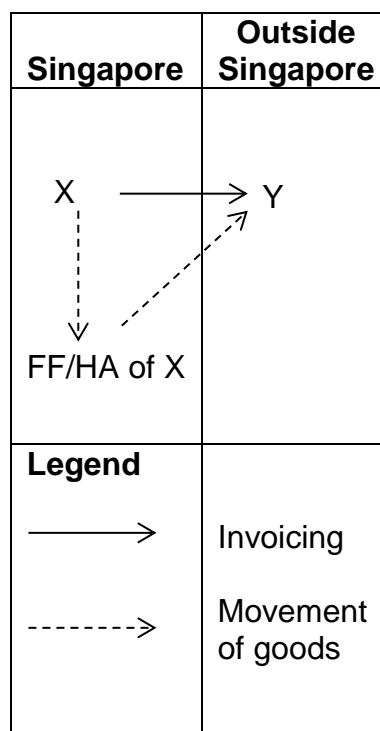 Singapore
Outside
Singapore
X
Y
FF/HA of X
Legend
Invoicing
Movement
of goods